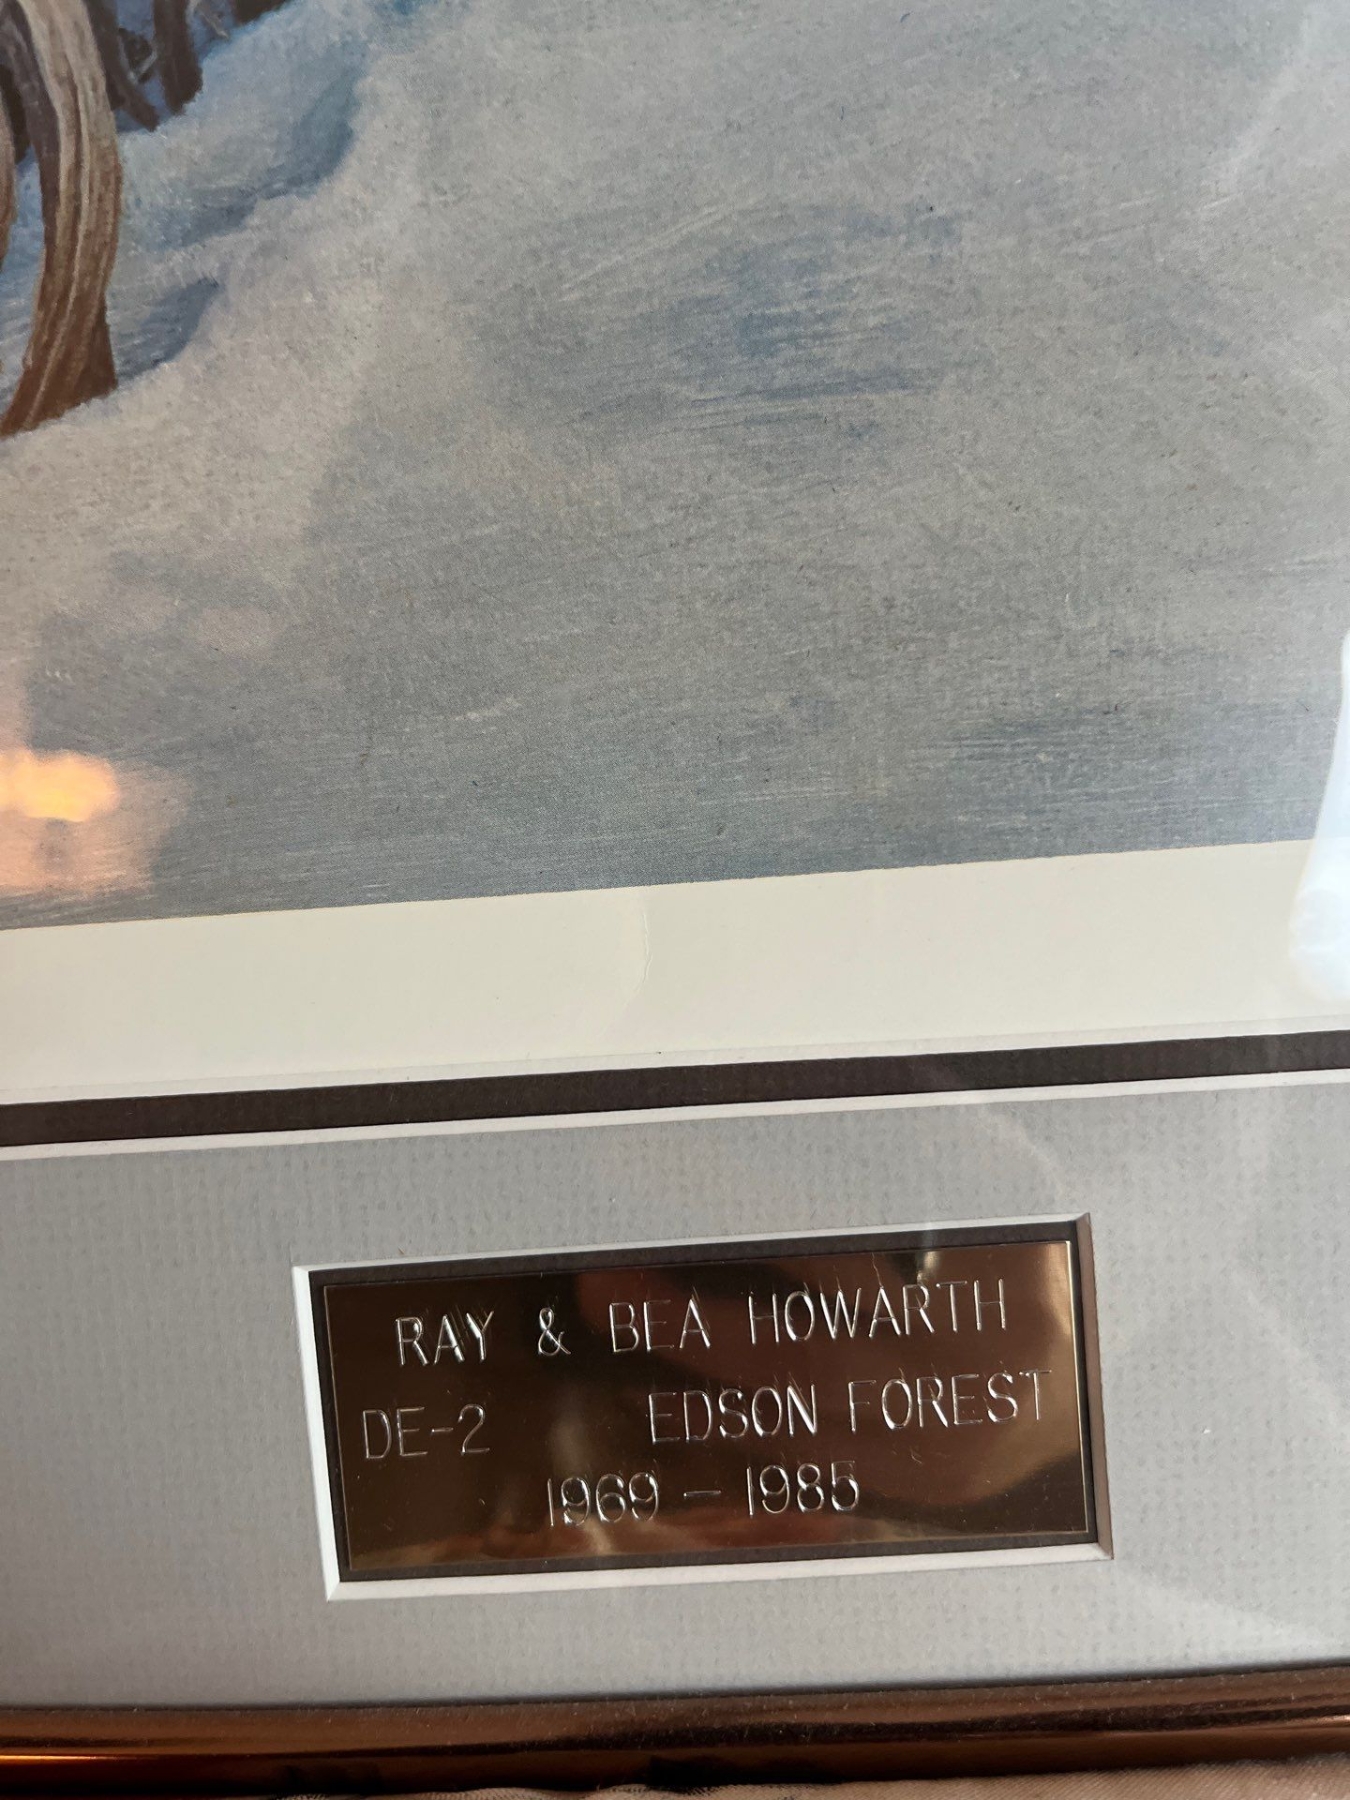 RAY & BEA HOWARTH
DE-2 EDSON FOREST
1969 - 1985